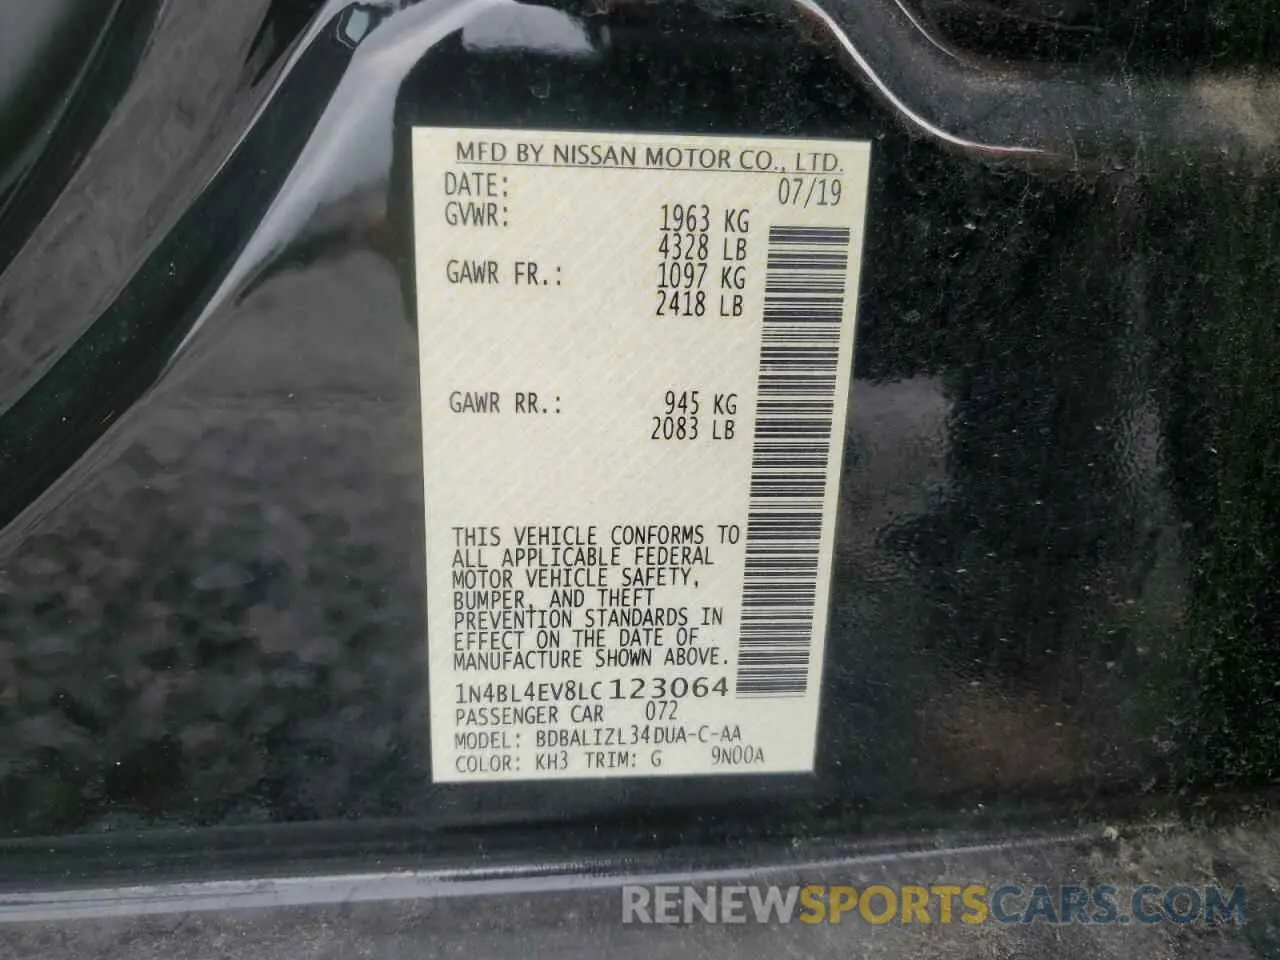 MFD BY NISSAN MOTOR CO., LTD.
DATE: 07/19
GVWR: 1963 KG
4328 LB
GAWR FR.: 1097 KG
2418 LB
GAWR RR.: 945 KG
2083 LB
THIS VEHICLE CONFORMS TO
ALL APPLICABLE FEDERAL
MOTOR VEHICLE SAFETY,
BUMPER, AND THEFT
PREVENTION STANDARDS IN
EFFECT ON THE DATE OF
MANUFACTURE SHOWN ABOVE.
1N4BL4EV8LC123064
PASSENGER CAR 072
MODEL: BDBALIZL34DUA-C-AA
COLOR: KH3 TRIM: G 9N00A
RENEWSPORTSCARS.COM